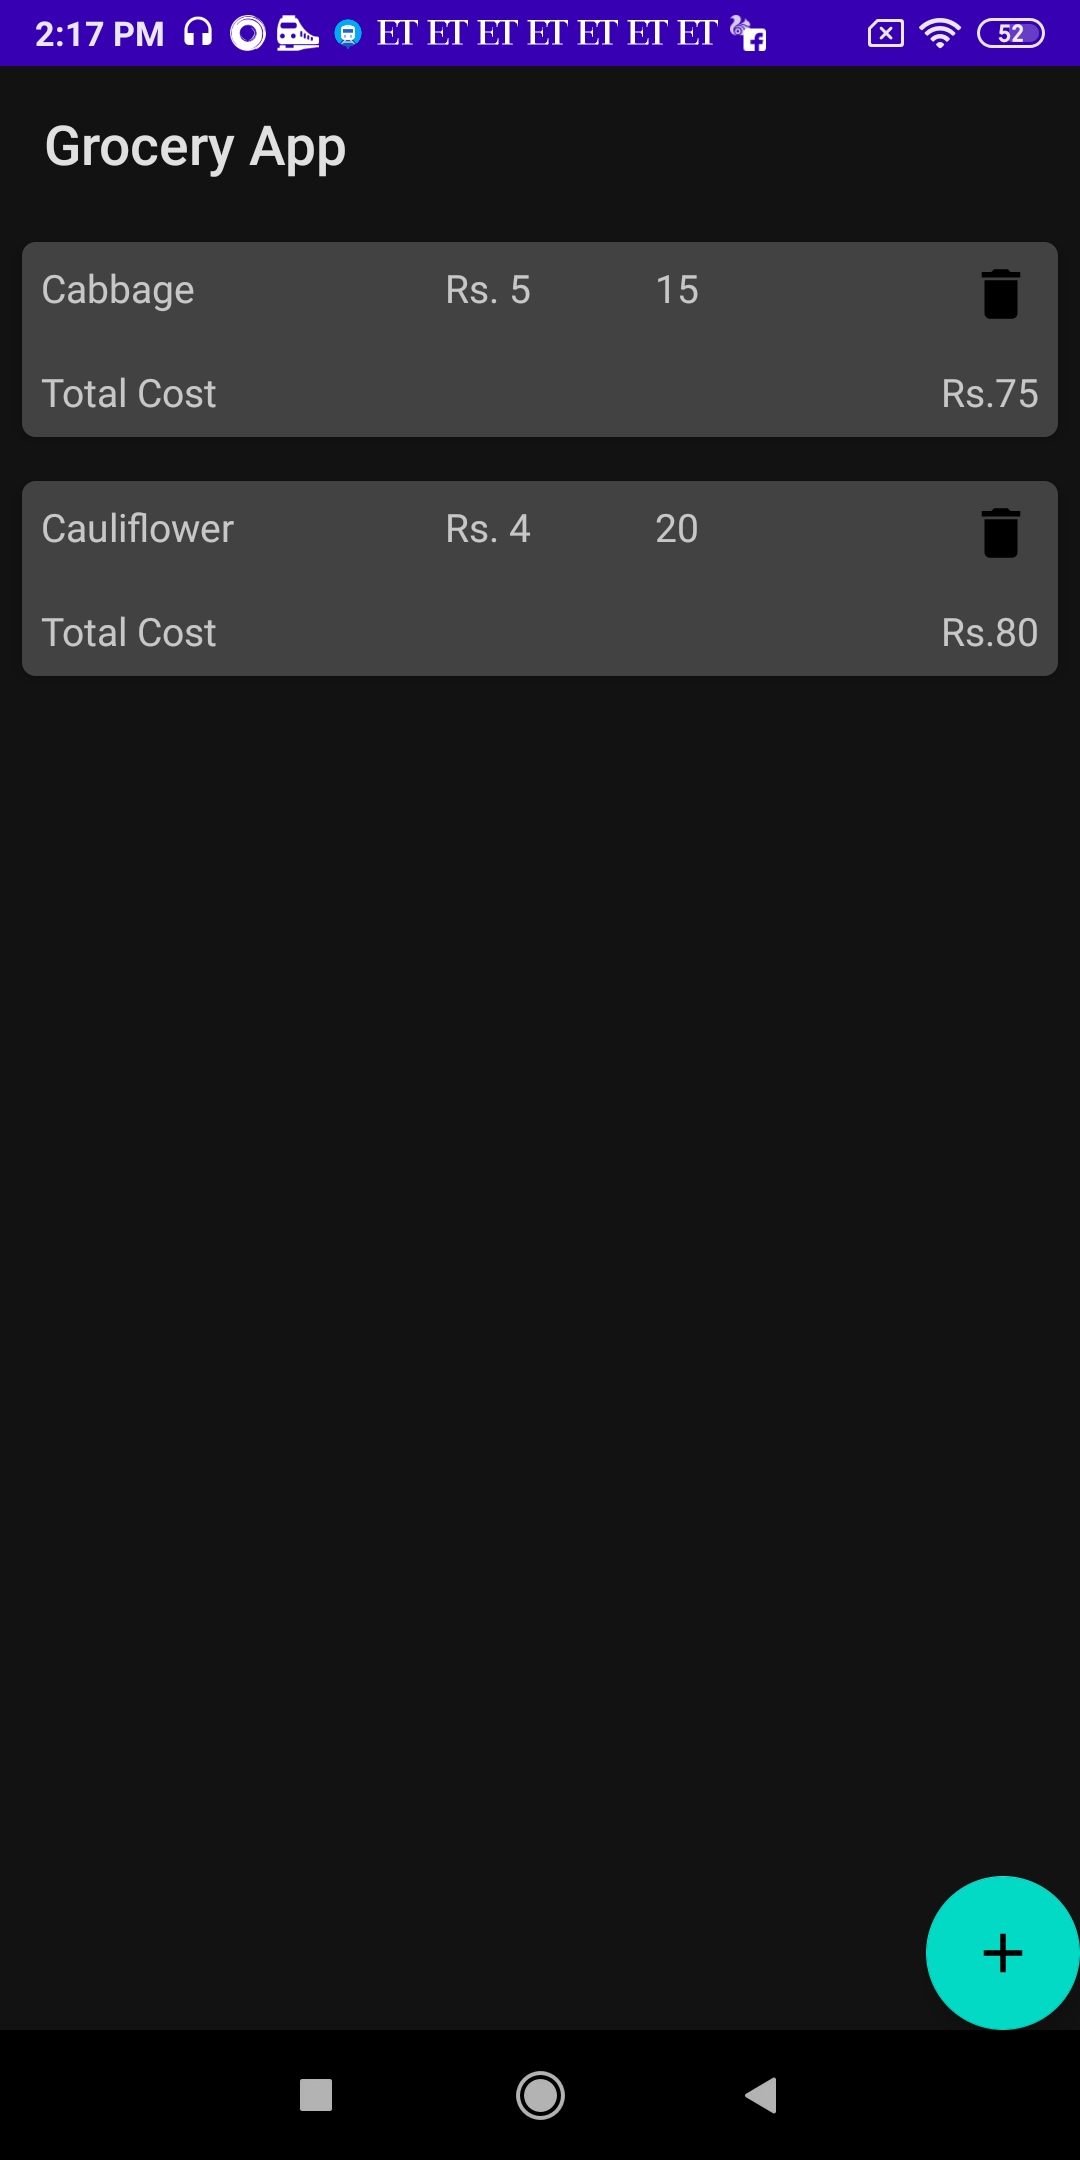 2:17 PM ET ET ET ET ET ET ET 52
Grocery App
Cabbage Rs. 5 15
Total Cost Rs.75
Cauliflower Rs. 4 20
Total Cost Rs.80